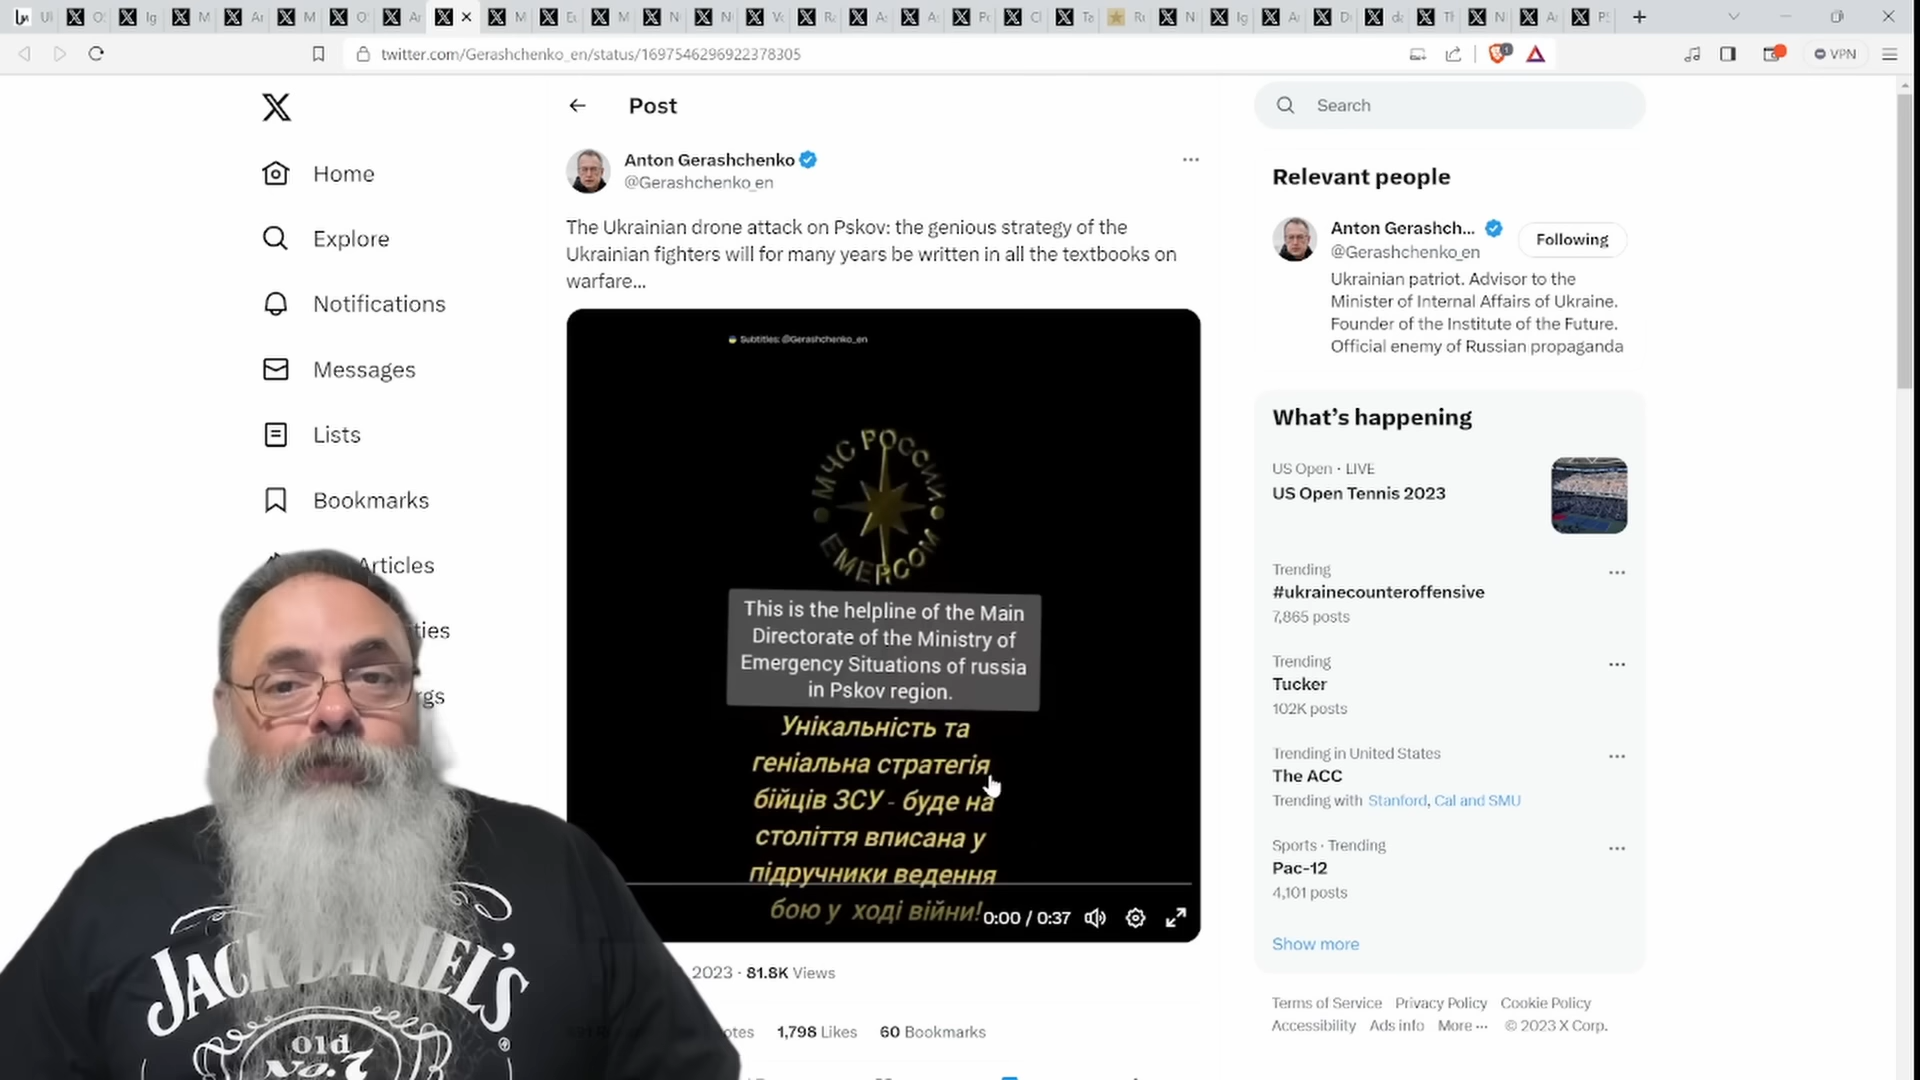 twitter.com/Gerashchenko_en/status/1697546296922378305
VPN
Home
Explore
Notifications
Messages
Lists
Bookmarks
Articles
Post
Anton Gerashchenko
@Gerashchenko_en
The Ukrainian drone attack on Pskov: the genious strategy of the
Ukrainian fighters will for many years be written in all the textbooks on
warfare...
Subtitles: @Gerashchenko_en
МЧС РОССИИ
EMERCOM
This is the helpline of the Main
Directorate of the Ministry of
Emergency Situations of russia
in Pskov region.
Унікальність та
геніальна стратегія
бійців ЗСУ - буде на
століття вписана у
підручники ведення
бою у ході війни!
0:00 / 0:37
2023 · 81.8K Views
1,798 Likes 60 Bookmarks
Search
Relevant people
Anton Gerashch...
@Gerashchenko_en
Following
Ukrainian patriot. Advisor to the
Minister of Internal Affairs of Ukraine.
Founder of the Institute of the Future.
Official enemy of Russian propaganda
What's happening
US Open · LIVE
US Open Tennis 2023
Trending
#ukrainecounteroffensive
7,865 posts
Trending
Tucker
102K posts
Trending in United States
The ACC
Trending with Stanford, Cal and SMU
Sports · Trending
Pac-12
4,101 posts
Show more
Terms of Service Privacy Policy Cookie Policy
Accessibility Ads info More ··· © 2023 X Corp.
JACK DANIEL'S
Old
No. 7